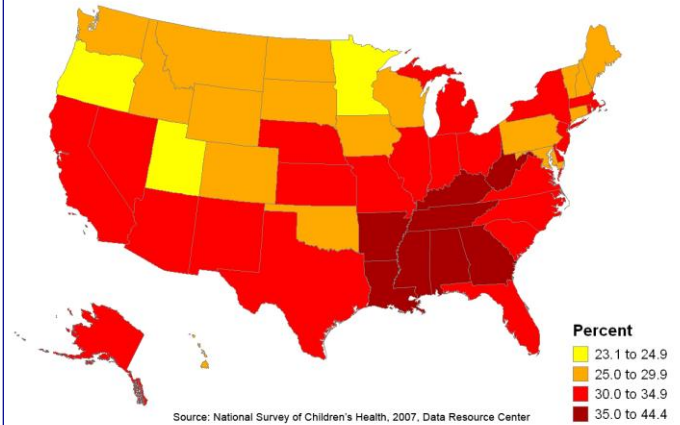 Percent
23.1 to 24.9
25.0 to 29.9
30.0 to 34.9
35.0 to 44.4
Source: National Survey of Children's Health, 2007, Data Resource Center